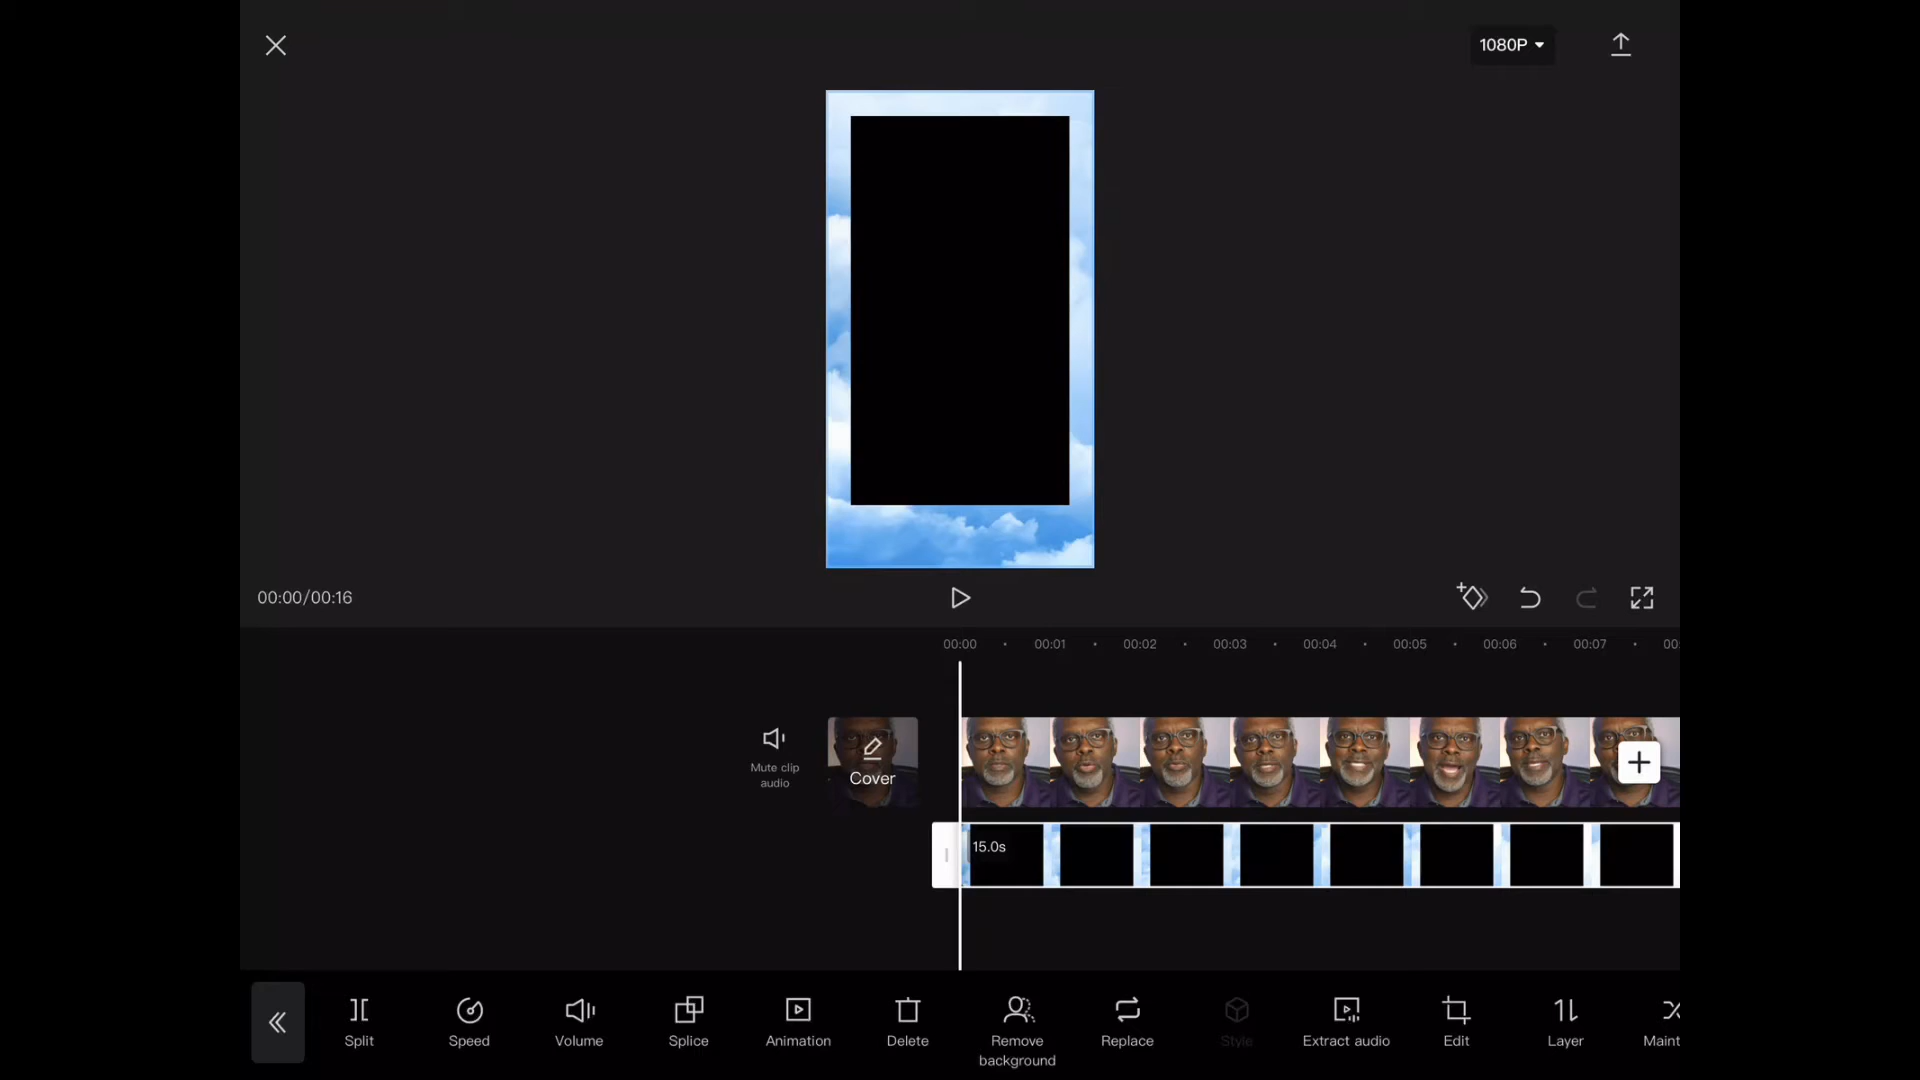 1080P
00:00/00:16
00:00 00:01 00:02 00:03 00:04 00:05 00:06 00:07 00:
Mute clip
audio
Cover
15.0s
Split
Speed
Volume
Splice
Animation
Delete
Remove
background
Replace
Style
Extract audio
Edit
Layer
Maint